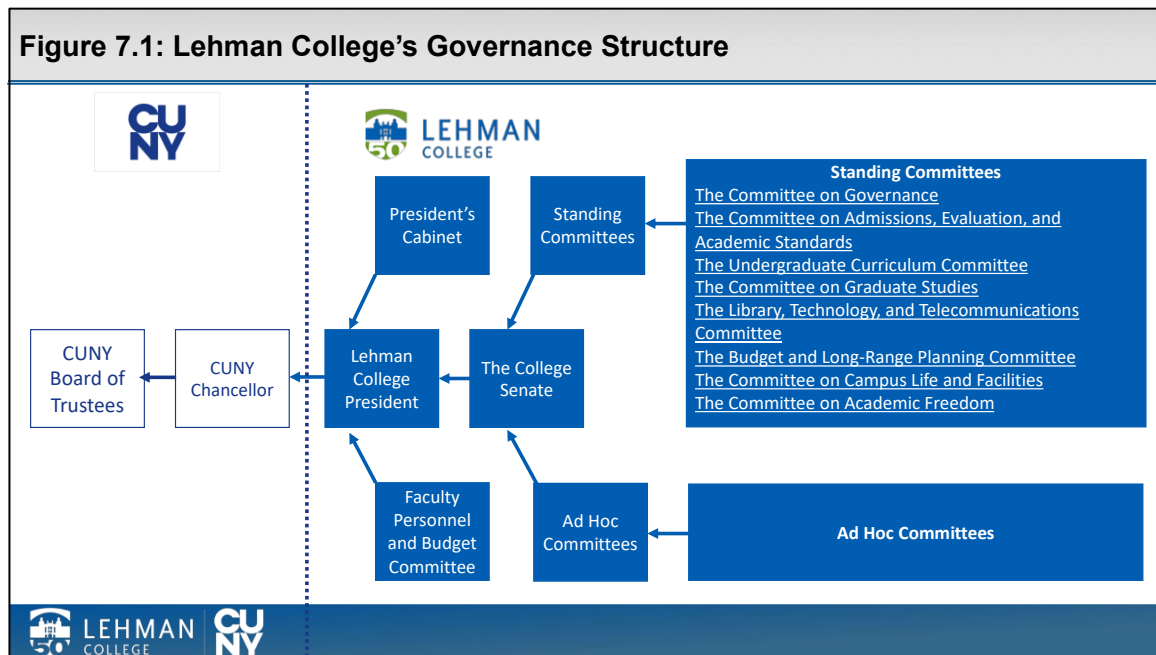 Figure 7.1: Lehman College’s Governance Structure
CU
NY
50
LEHMAN
COLLEGE
President’s
Cabinet
Standing
Committees
Standing Committees
The Committee on Governance
The Committee on Admissions, Evaluation, and
Academic Standards
The Undergraduate Curriculum Committee
The Committee on Graduate Studies
The Library, Technology, and Telecommunications
Committee
The Budget and Long-Range Planning Committee
The Committee on Campus Life and Facilities
The Committee on Academic Freedom
CUNY
Board of
Trustees
CUNY
Chancellor
Lehman
College
President
The College
Senate
Faculty
Personnel
and Budget
Committee
Ad Hoc
Committees
Ad Hoc Committees
50
LEHMAN
COLLEGE
CU
NY